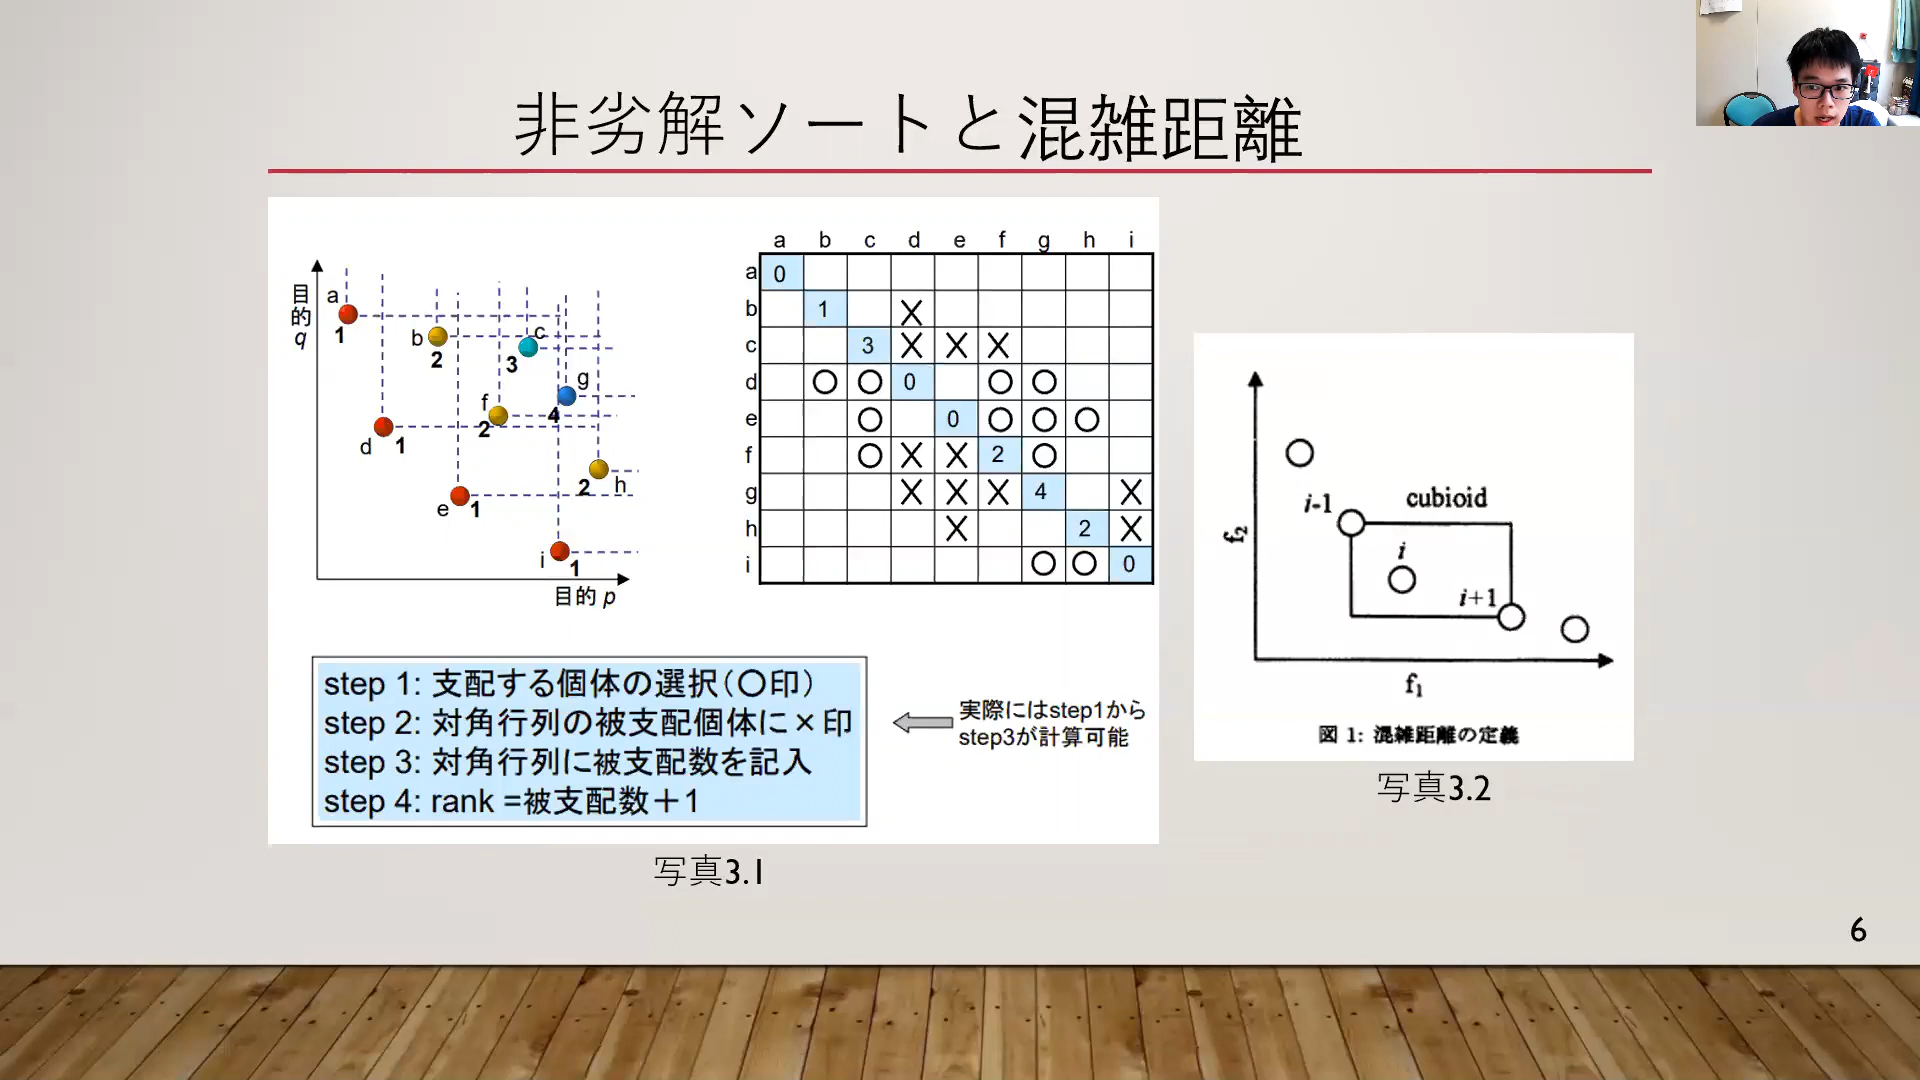 非劣解ソートと混雑距離
目的 q
a
1
b
2
c
3
g
4
f
2
d
1
h
2
e
1
i
1
目的 p
a b c d e f g h i
a 0
b 1 X
c 3 X X X
d ○ ○ 0 ○ ○
e ○ 0 ○ ○ ○
f ○ X X 2 ○
g X X X 4 X
h X 2 X
i ○ ○ 0
step 1: 支配する個体の選択(○印)
step 2: 対角行列の被支配個体に×印
step 3: 対角行列に被支配数を記入
step 4: rank =被支配数＋1
実際にはstep1から
step3が計算可能
写真3.1
f₂
i-1
cubioid
i
i+1
f₁
図 1: 混雑距離の定義
写真3.2
6